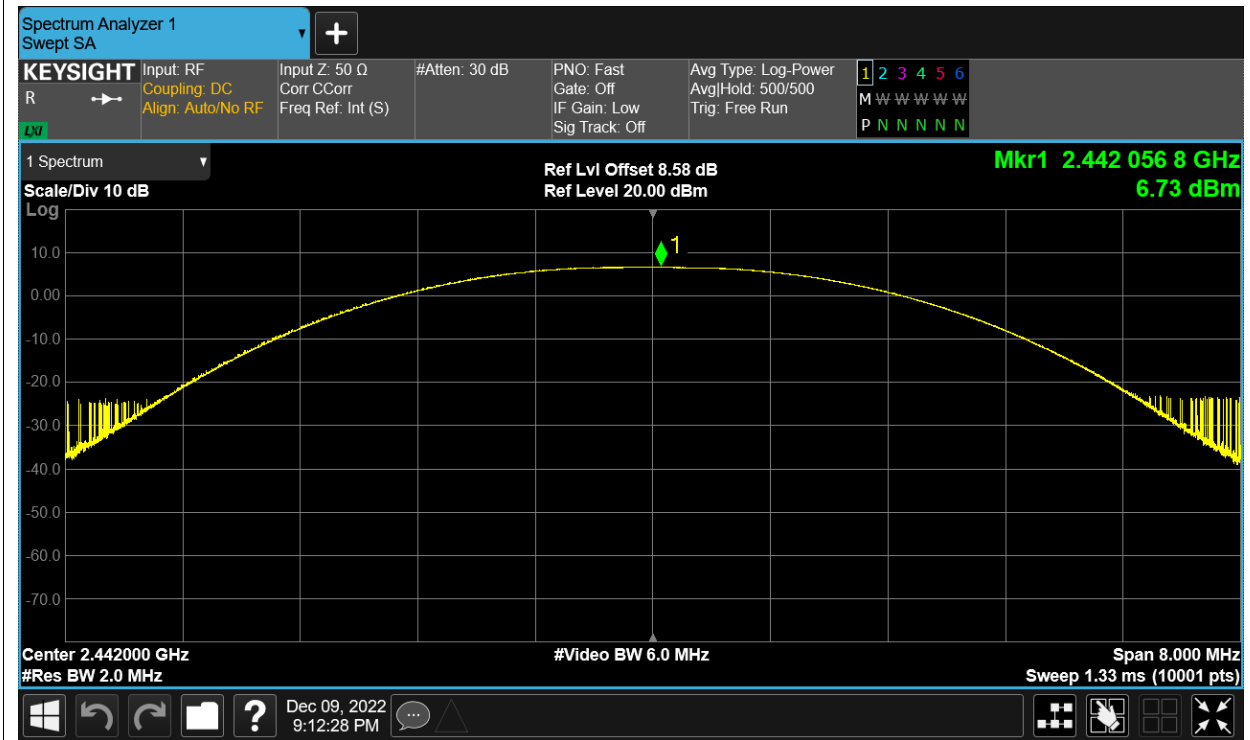 Spectrum Analyzer 1
Swept SA
KEYSIGHT
R
LXI
Input: RF
Coupling: DC
Align: Auto/No RF
Input Z: 50 Ω
Corr CCorr
Freq Ref: Int (S)
#Atten: 30 dB
PNO: Fast
Gate: Off
IF Gain: Low
Sig Track: Off
Avg Type: Log-Power
Avg|Hold: 500/500
Trig: Free Run
1 2 3 4 5 6
M W W W W W
P N N N N N
1 Spectrum
Scale/Div 10 dB
Ref Lvl Offset 8.58 dB
Ref Level 20.00 dBm
Mkr1 2.442 056 8 GHz
6.73 dBm
Log
1
10.0
0.00
-10.0
-20.0
-30.0
-40.0
-50.0
-60.0
-70.0
Center 2.442000 GHz
#Res BW 2.0 MHz
#Video BW 6.0 MHz
Span 8.000 MHz
Sweep 1.33 ms (10001 pts)
?
Dec 09, 2022
9:12:28 PM